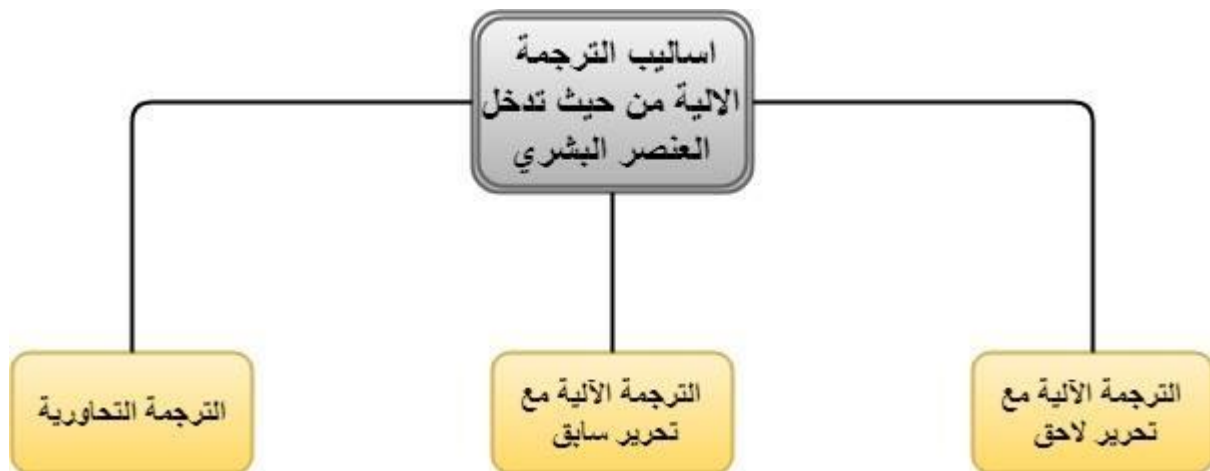 اساليب الترجمة
الالية من حيث تدخل
العنصر البشري
الترجمة الآلية مع
تحرير لاحق
الترجمة الآلية مع
تحرير سابق
الترجمة التحاورية